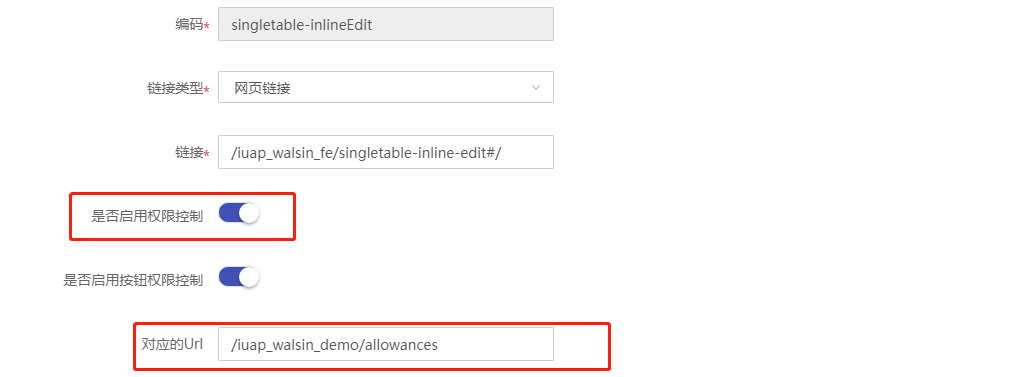 编码* singletable-inlineEdit
链接类型* 网页链接
链接* /iuap_walsin_fe/singletable-inline-edit#/
是否启用权限控制
是否启用按钮权限控制
对应的Url /iuap_walsin_demo/allowances